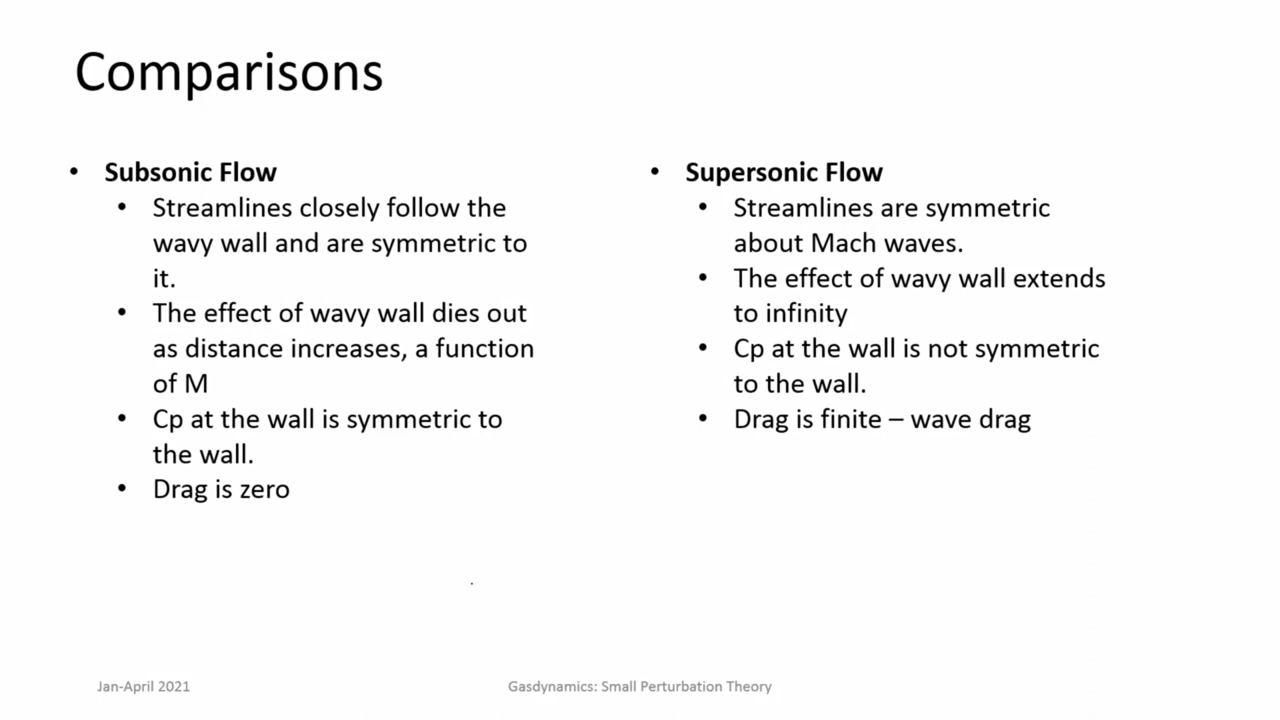 Comparisons
• Subsonic Flow
• Streamlines closely follow the
wavy wall and are symmetric to
it.
• The effect of wavy wall dies out
as distance increases, a function
of M
• Cp at the wall is symmetric to
the wall.
• Drag is zero
• Supersonic Flow
• Streamlines are symmetric
about Mach waves.
• The effect of wavy wall extends
to infinity
• Cp at the wall is not symmetric
to the wall.
• Drag is finite – wave drag
Jan-April 2021
Gasdynamics: Small Perturbation Theory